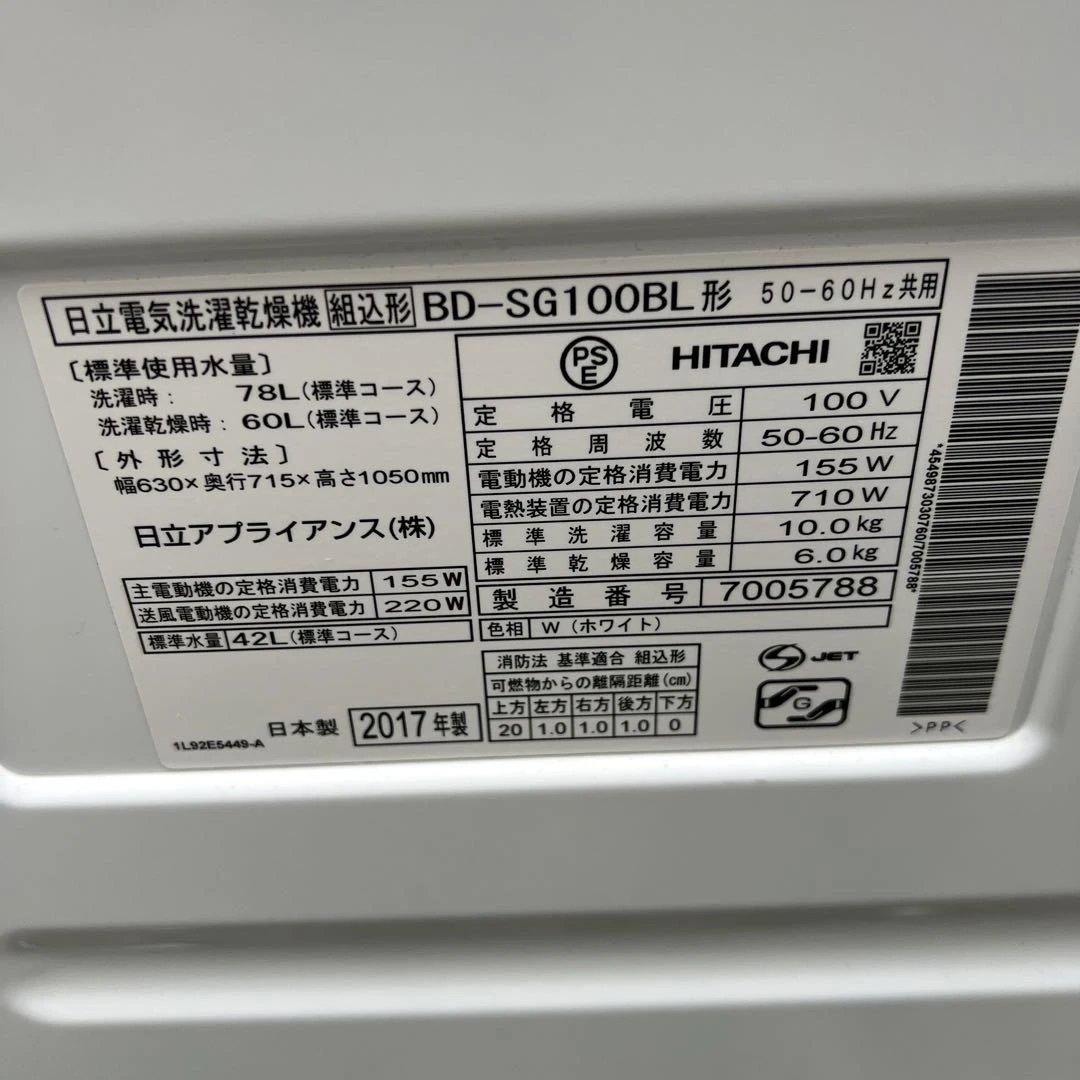 日立電気洗濯乾燥機 組込形 BD-SG100BL形 50-60Hz共用
[標準使用水量]
洗濯時: 78L(標準コース)
洗濯乾燥時: 60L(標準コース)
[外形寸法]
幅630×奥行715×高さ1050mm
日立アプライアンス(株)
主電動機の定格消費電力 155W
送風電動機の定格消費電力 220W
標準水量 42L(標準コース)
日本製 2017年製
1L92E5449-A
PSE HITACHI
定格電圧 100V
定格周波数 50-60Hz
電動機の定格消費電力 155W
電熱装置の定格消費電力 710W
標準洗濯容量 10.0kg
標準乾燥容量 6.0kg
製造番号 7005788
色相 W(ホワイト)
消防法 基準適合 組込形
可燃物からの離隔距離(cm)
上方 左方 右方 後方 下方
20 1.0 1.0 1.0 0
S JET
G
*4549873030760/7005788*
>PP<